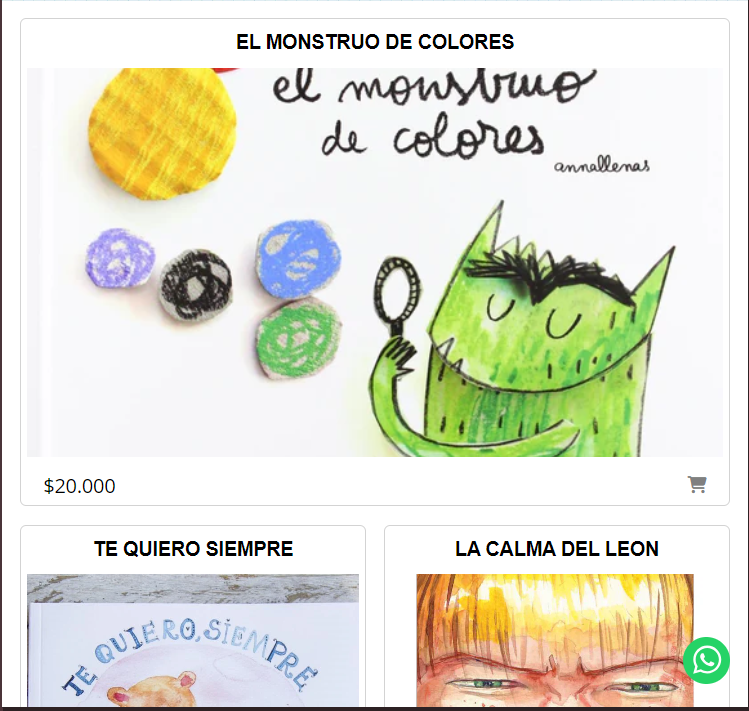 EL MONSTRUO DE COLORES
el monstruo
de colores
annallenas
$20.000
TE QUIERO SIEMPRE
LA CALMA DEL LEON
TE QUIERO, SIEMPRE